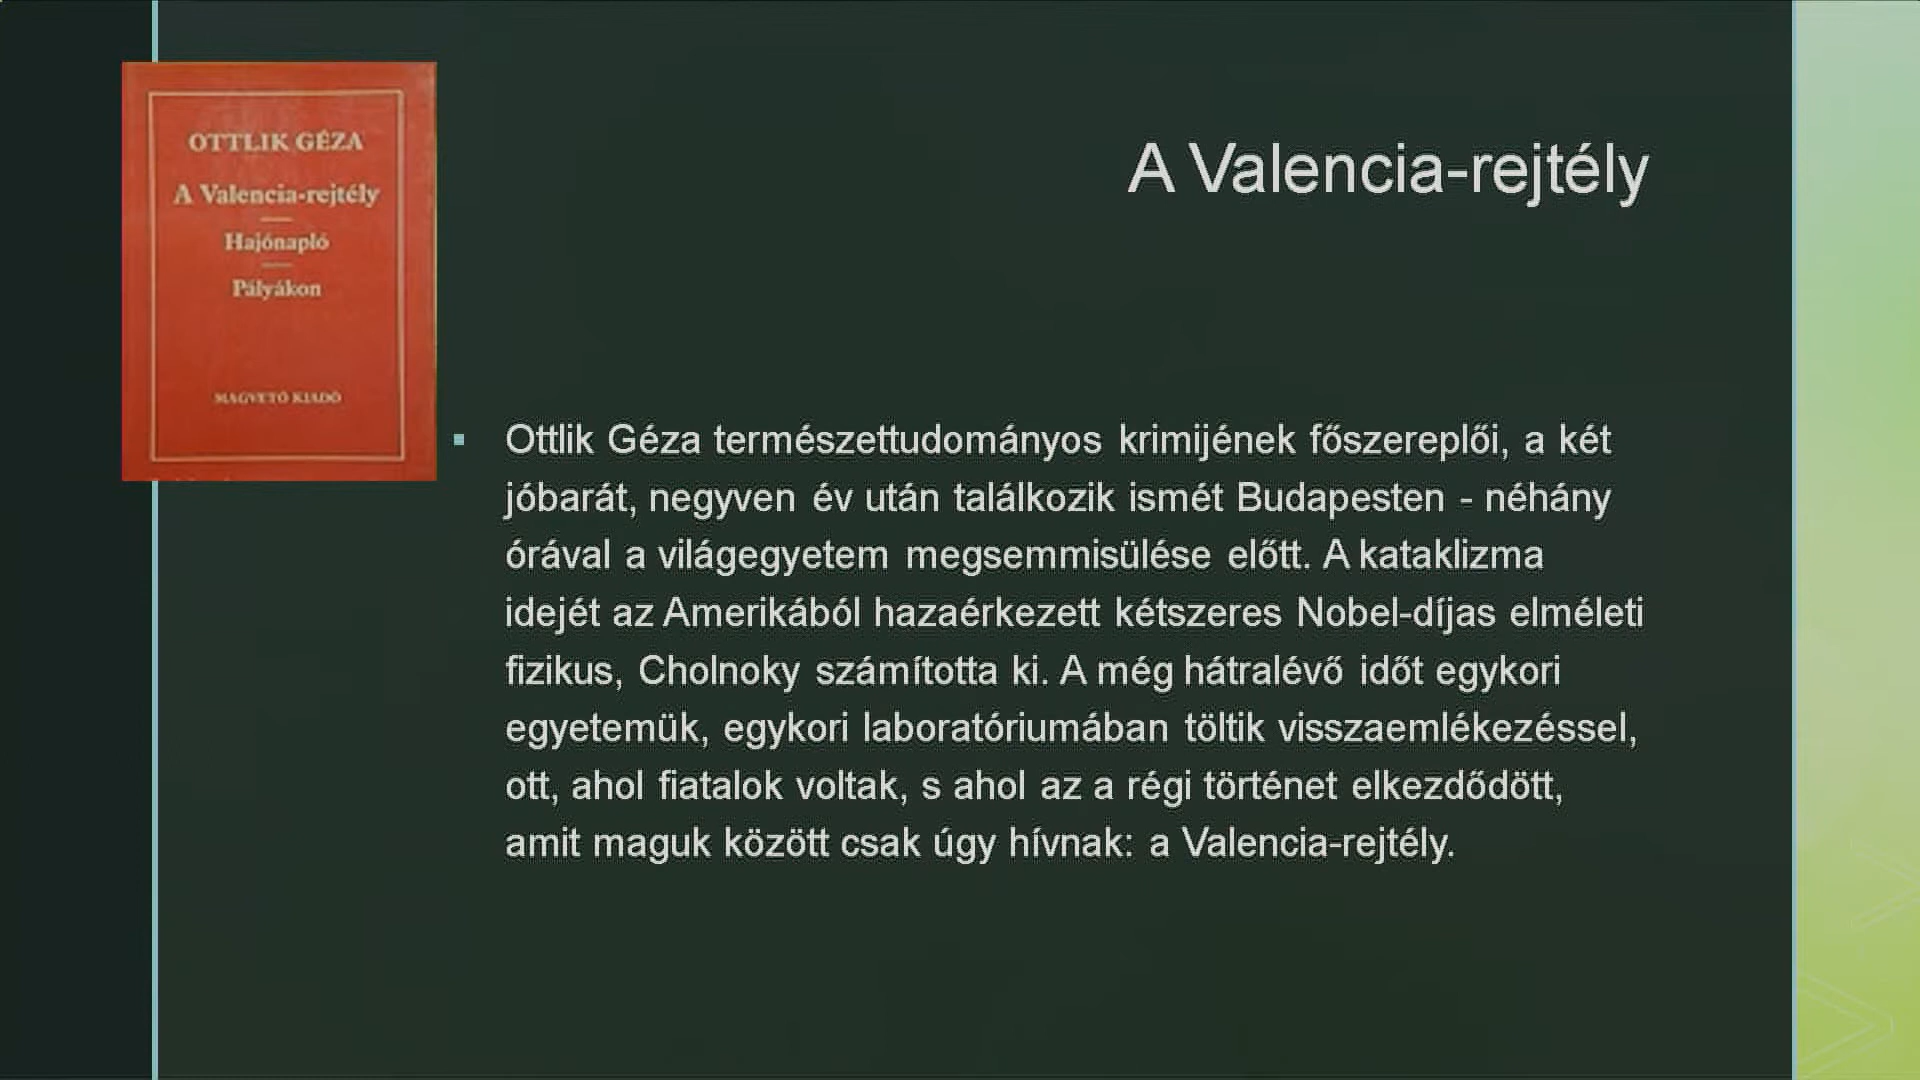 OTTLIK GÉZA
A Valencia-rejtély
Hajónapló
Pályákon
MAGVETŐ KIADÓ
A Valencia-rejtély
Ottlik Géza természettudományos krimijének főszereplői, a két
jóbarát, negyven év után találkozik ismét Budapesten - néhány
órával a világegyetem megsemmisülése előtt. A kataklizma
idejét az Amerikából hazaérkezett kétszeres Nobel-díjas elméleti
fizikus, Cholnoky számította ki. A még hátralévő időt egykori
egyetemük, egykori laboratóriumában töltik visszaemlékezéssel,
ott, ahol fiatalok voltak, s ahol az a régi történet elkezdődött,
amit maguk között csak úgy hívnak: a Valencia-rejtély.